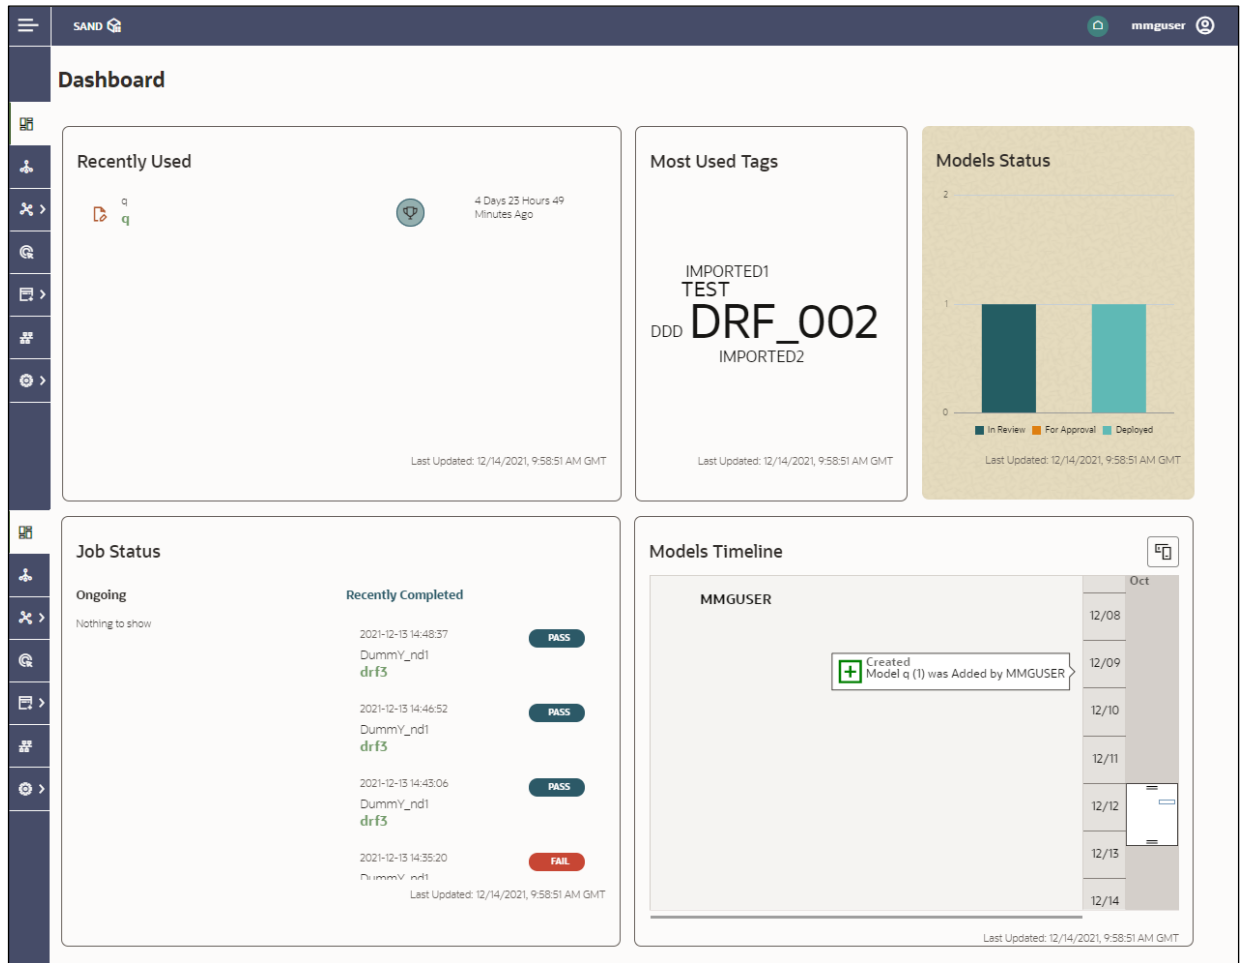 SAND
mmguser
Dashboard
Recently Used
q
q
4 Days 23 Hours 49
Minutes Ago
Last Updated: 12/14/2021, 9:58:51 AM GMT
Most Used Tags
IMPORTED1
TEST
DDD DRF_002
IMPORTED2
Last Updated: 12/14/2021, 9:58:51 AM GMT
Models Status
2
1
0
In Review For Approval Deployed
Last Updated: 12/14/2021, 9:58:51 AM GMT
Job Status
Ongoing
Nothing to show
Recently Completed
2021-12-13 14:48:37 PASS
DummY_nd1
drf3
2021-12-13 14:46:52 PASS
DummY_nd1
drf3
2021-12-13 14:43:06 PASS
DummY_nd1
drf3
2021-12-13 14:35:20 FAIL
DummY_nd1
Last Updated: 12/14/2021, 9:58:51 AM GMT
Models Timeline
Oct
MMGUSER
12/08
Created
Model q (1) was Added by MMGUSER
12/09
12/10
12/11
12/12
12/13
12/14
Last Updated: 12/14/2021, 9:58:51 AM GMT